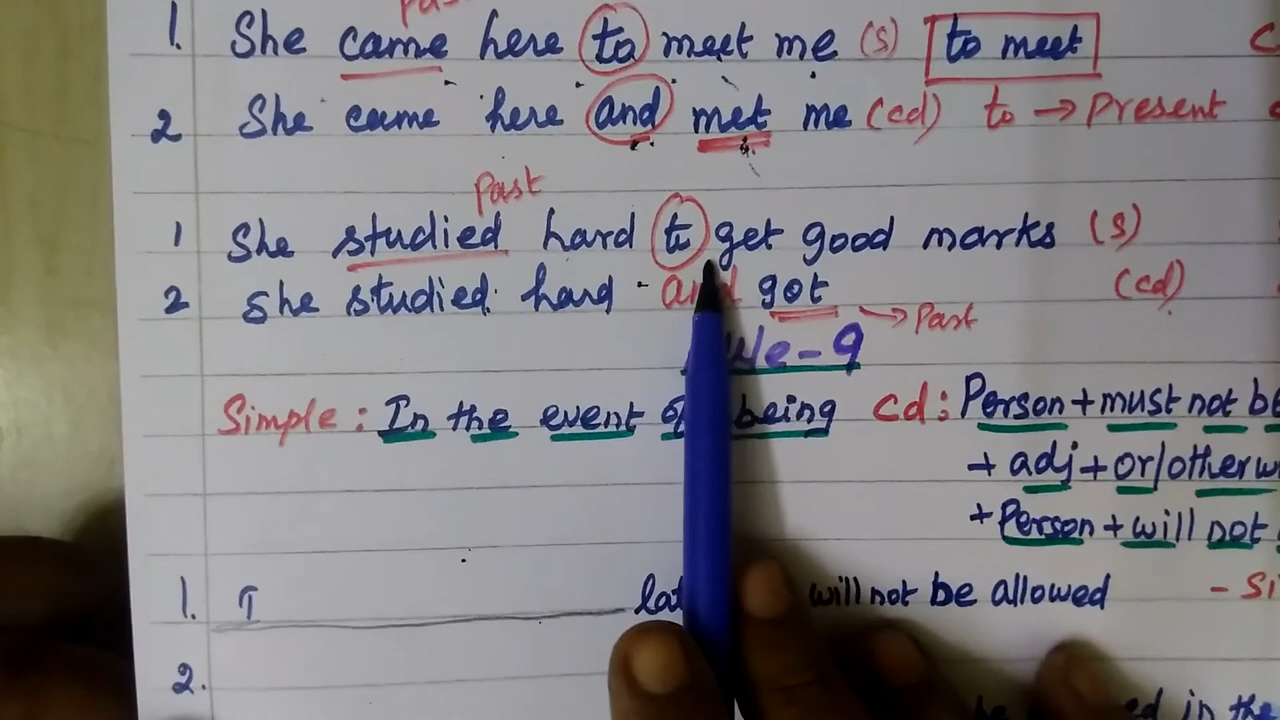 1. She came here to meet me (s) to meet
2 She came here and met me (cd) to → Present
Past
1 She studied hard to get good marks (s)
2 She studied hard and got (cd)
→ Past
Simple : In the event of being cd : Person + must not be
+ adj + or/
+ Person + will not
1. I will not be allowed
2.
in the